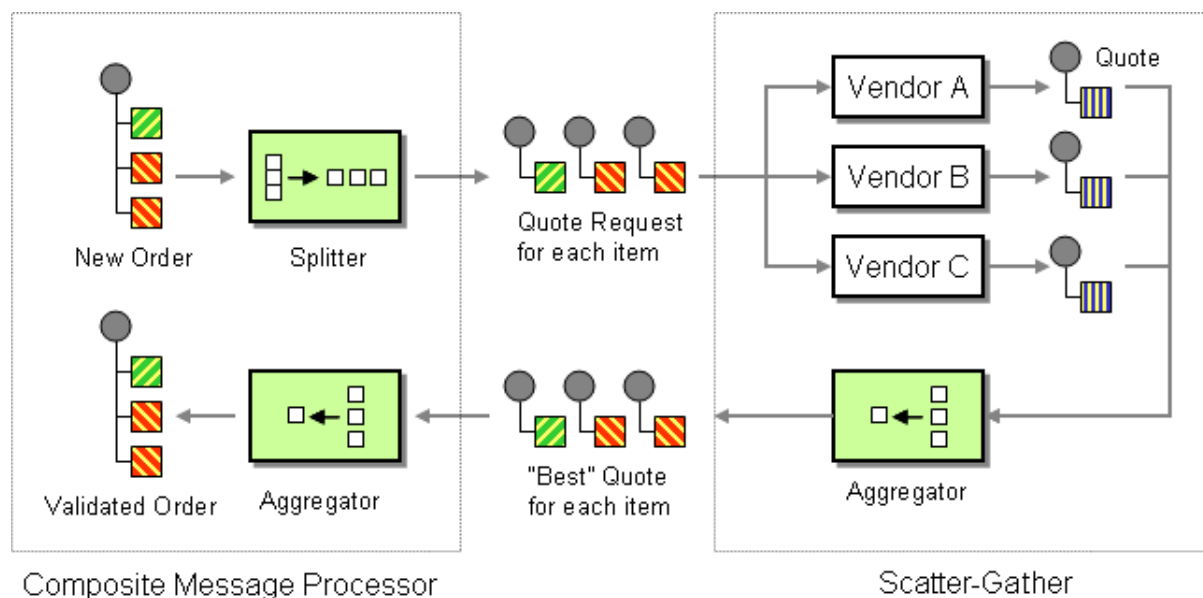 New Order
Splitter
Quote Request
for each item
Vendor A
Quote
Vendor B
Vendor C
Validated Order
Aggregator
"Best" Quote
for each item
Aggregator
Composite Message Processor
Scatter-Gather